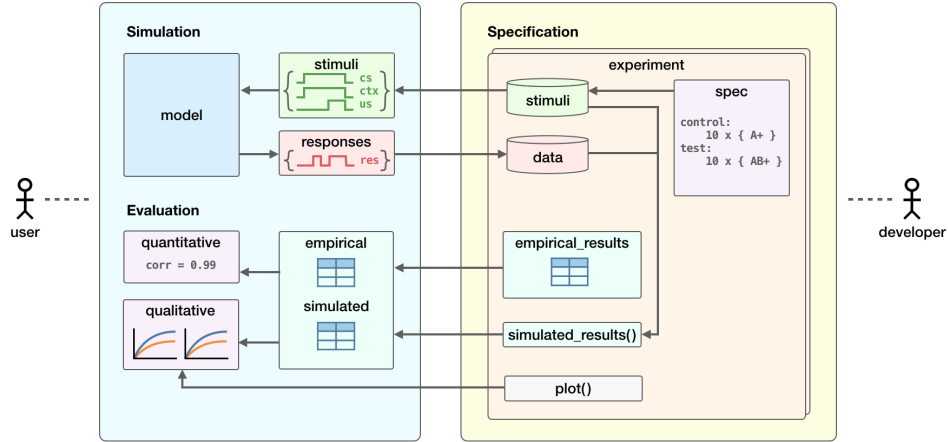 Simulation
model
stimuli
cs
ctx
us
responses
res
Evaluation
quantitative
corr = 0.99
qualitative
empirical
simulated
user
Specification
experiment
stimuli
data
spec
control:
10 x { A+ }
test:
10 x { AB+ }
empirical_results
simulated_results()
plot()
developer